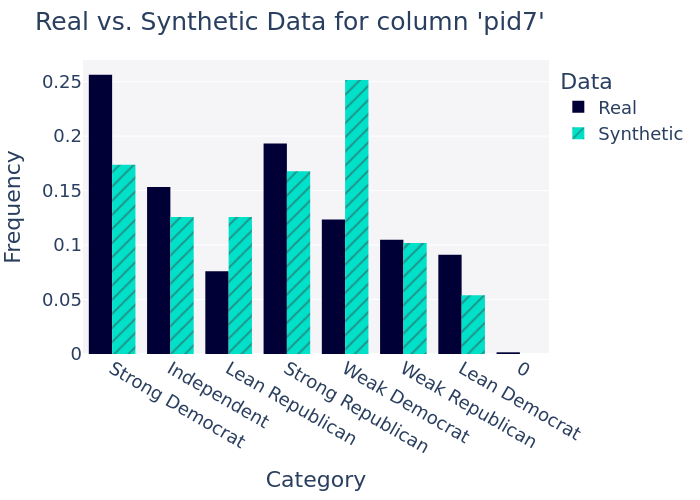 Real vs. Synthetic Data for column 'pid7'
Data
Real
Synthetic
Frequency
0.25
0.2
0.15
0.1
0.05
0
Strong Democrat
Independent
Lean Republican
Strong Republican
Weak Democrat
Weak Republican
Lean Democrat
0
Category